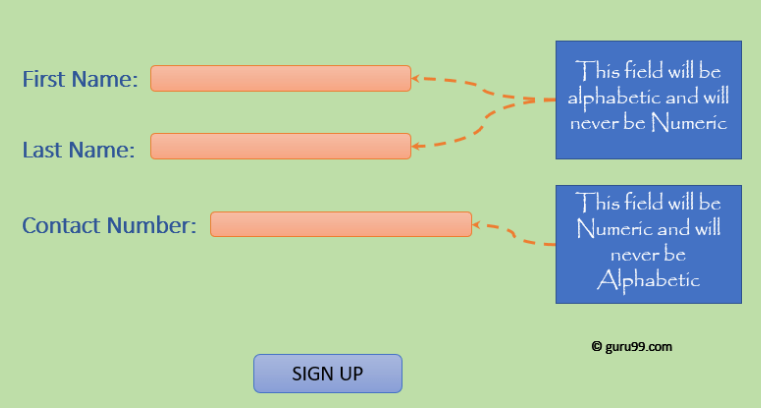 First Name:
This field will be
alphabetic and will
never be Numeric
Last Name:
Contact Number:
This field will be
Numeric and will
never be
Alphabetic
© guru99.com
SIGN UP